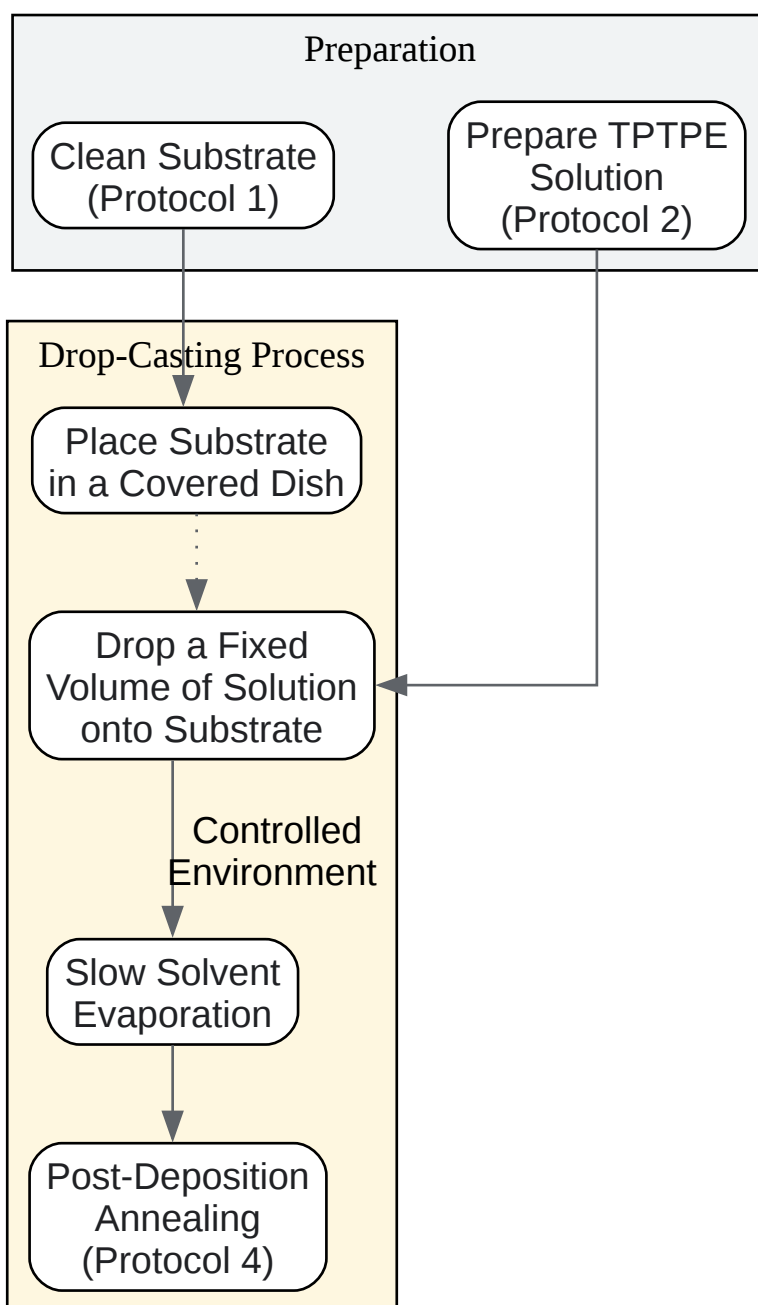 Preparation
Clean Substrate
(Protocol 1)
Prepare TPTPE
Solution
(Protocol 2)
Drop-Casting Process
Place Substrate
in a Covered Dish
Drop a Fixed
Volume of Solution
onto Substrate
Controlled
Environment
Slow Solvent
Evaporation
Post-Deposition
Annealing
(Protocol 4)